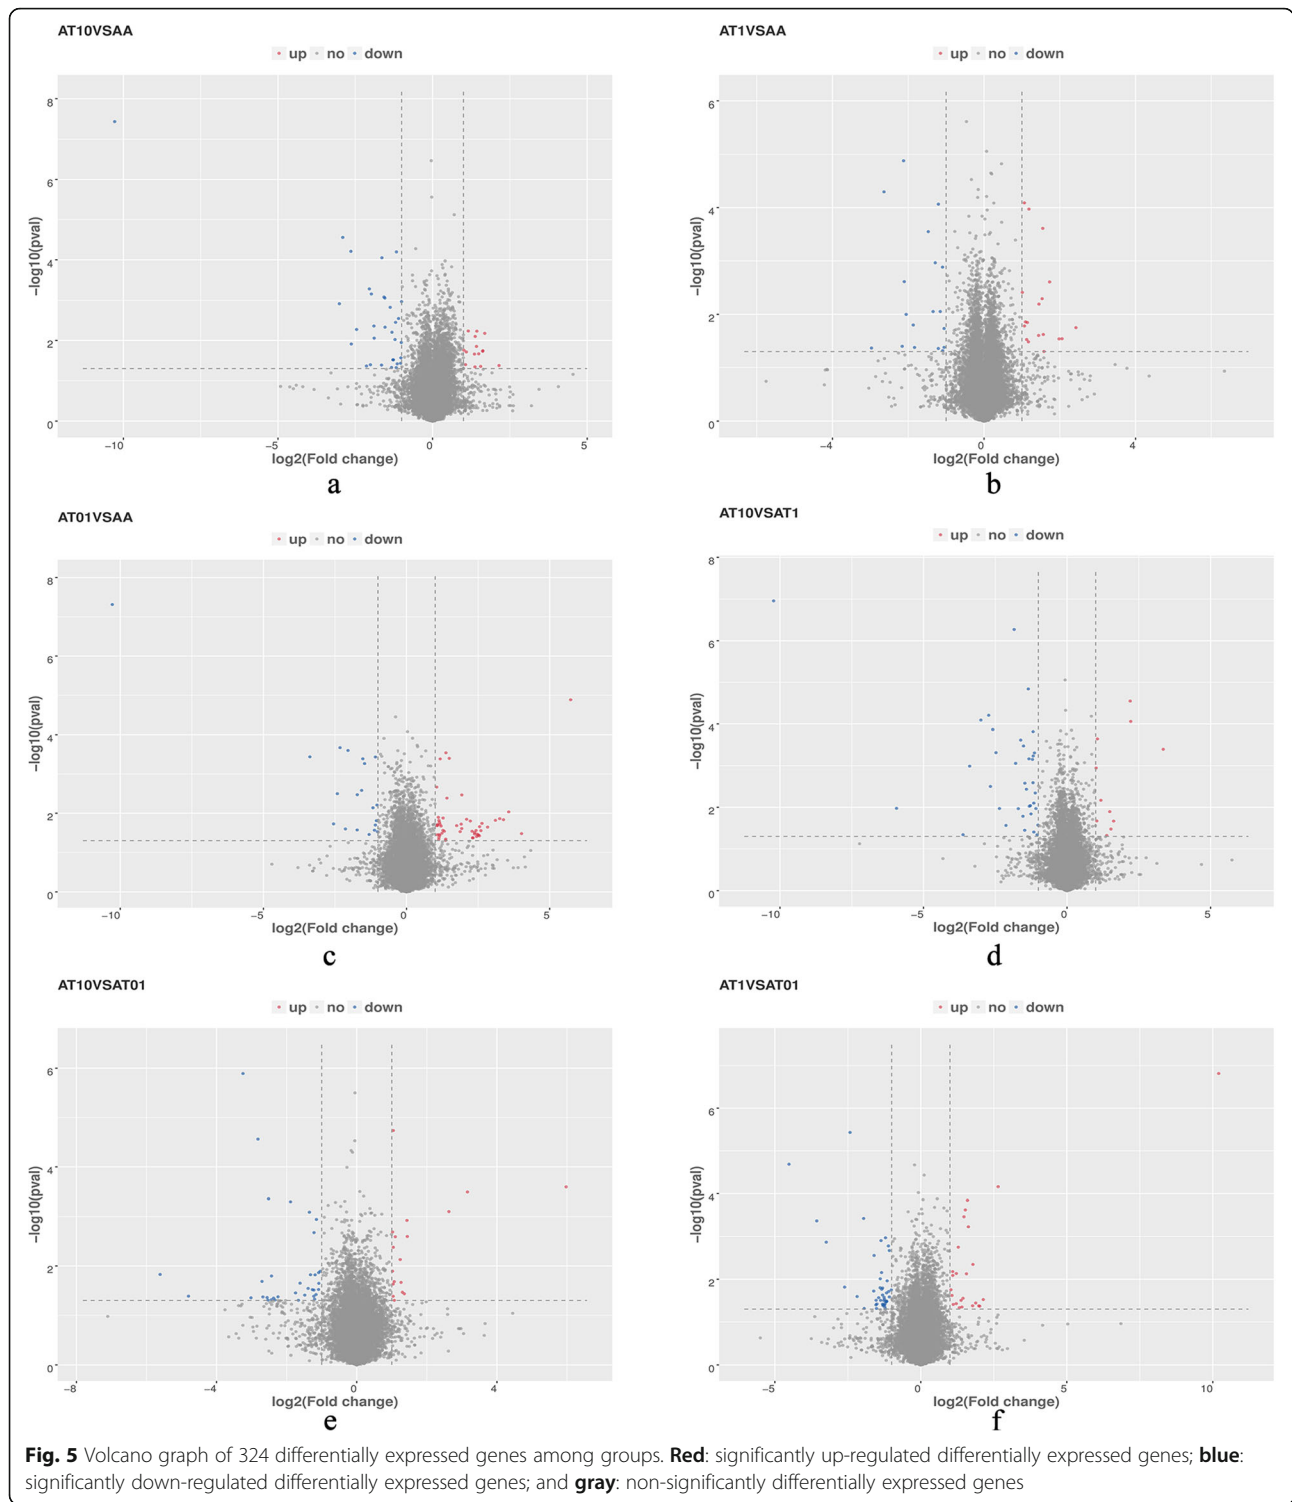 AT10VSAA
up no down
8
6
4
2
0
−log10(pval)
−10 −5 0 5
log2(Fold change)
a
AT1VSAA
up no down
6
4
2
0
−log10(pval)
−4 0 4
log2(Fold change)
b
AT01VSAA
up no down
8
6
4
2
0
−log10(pval)
−10 −5 0 5
log2(Fold change)
c
AT10VSAT1
up no down
8
6
4
2
0
−log10(pval)
−10 −5 0 5
log2(Fold change)
d
AT10VSAT01
up no down
6
4
2
0
−log10(pval)
−8 −4 0 4
log2(Fold change)
e
AT1VSAT01
up no down
6
4
2
0
−log10(pval)
−5 0 5 10
log2(Fold change)
f
Fig. 5 Volcano graph of 324 differentially expressed genes among groups. Red: significantly up-regulated differentially expressed genes; blue:
significantly down-regulated differentially expressed genes; and gray: non-significantly differentially expressed genes